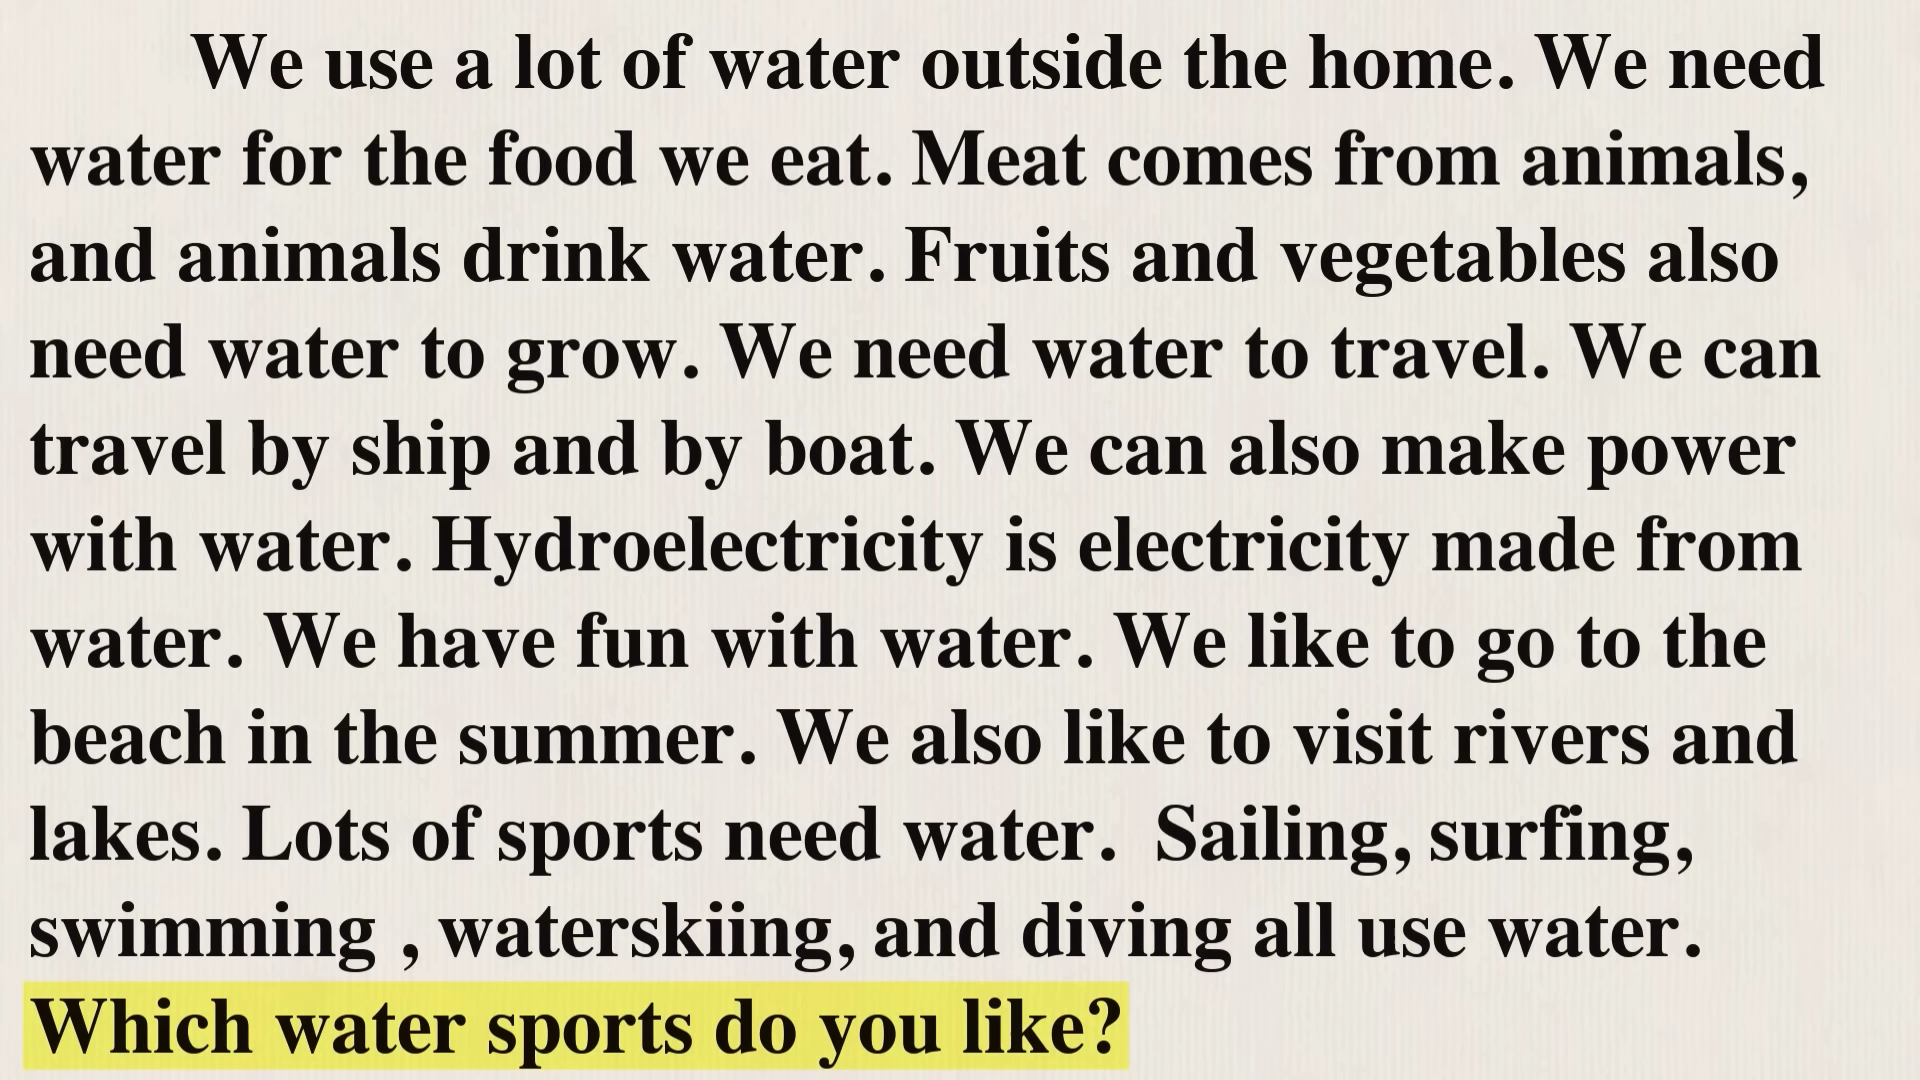 We use a lot of water outside the home. We need
water for the food we eat. Meat comes from animals,
and animals drink water. Fruits and vegetables also
need water to grow. We need water to travel. We can
travel by ship and by boat. We can also make power
with water. Hydroelectricity is electricity made from
water. We have fun with water. We like to go to the
beach in the summer. We also like to visit rivers and
lakes. Lots of sports need water.  Sailing, surfing,
swimming , waterskiing, and diving all use water.
Which water sports do you like?